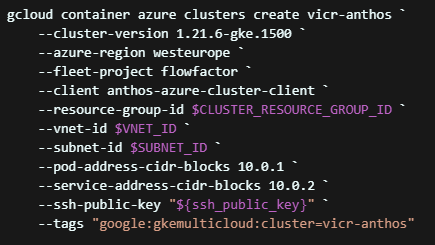 gcloud container azure clusters create vicr-anthos `
--cluster-version 1.21.6-gke.1500 `
--azure-region westeurope `
--fleet-project flowfactor `
--client anthos-azure-cluster-client `
--resource-group-id $CLUSTER_RESOURCE_GROUP_ID `
--vnet-id $VNET_ID `
--subnet-id $SUBNET_ID `
--pod-address-cidr-blocks 10.0.1 `
--service-address-cidr-blocks 10.0.2 `
--ssh-public-key "${ssh_public_key}" `
--tags "google:gkemulticloud:cluster=vicr-anthos"